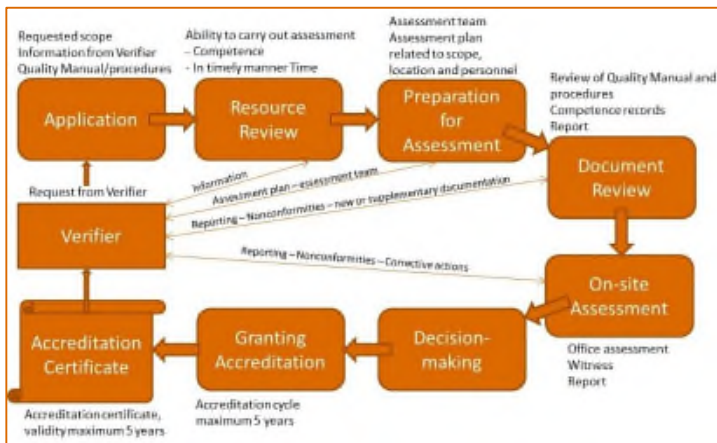 Requested scope
Information from Verifier
Quality Manual/procedures
Application
Ability to carry out assessment
- Competence
- In timely manner Time
Resource
Review
Assessment team
Assessment plan
related to scope,
location and personnel
Preparation
for
Assessment
Review of Quality Manual and
procedures
Competence records
Report
Document
Review
Request from Verifier
Verifier
Information
Assessment plan – assessment team
Reporting – Nonconformities – new or supplementary documentation
Reporting – Nonconformities – Corrective actions
On-site
Assessment
Office assessment
Witness
Report
Decision-
making
Granting
Accreditation
Accreditation cycle
maximum 5 years
Accreditation
Certificate
Accreditation certificate,
validity maximum 5 years